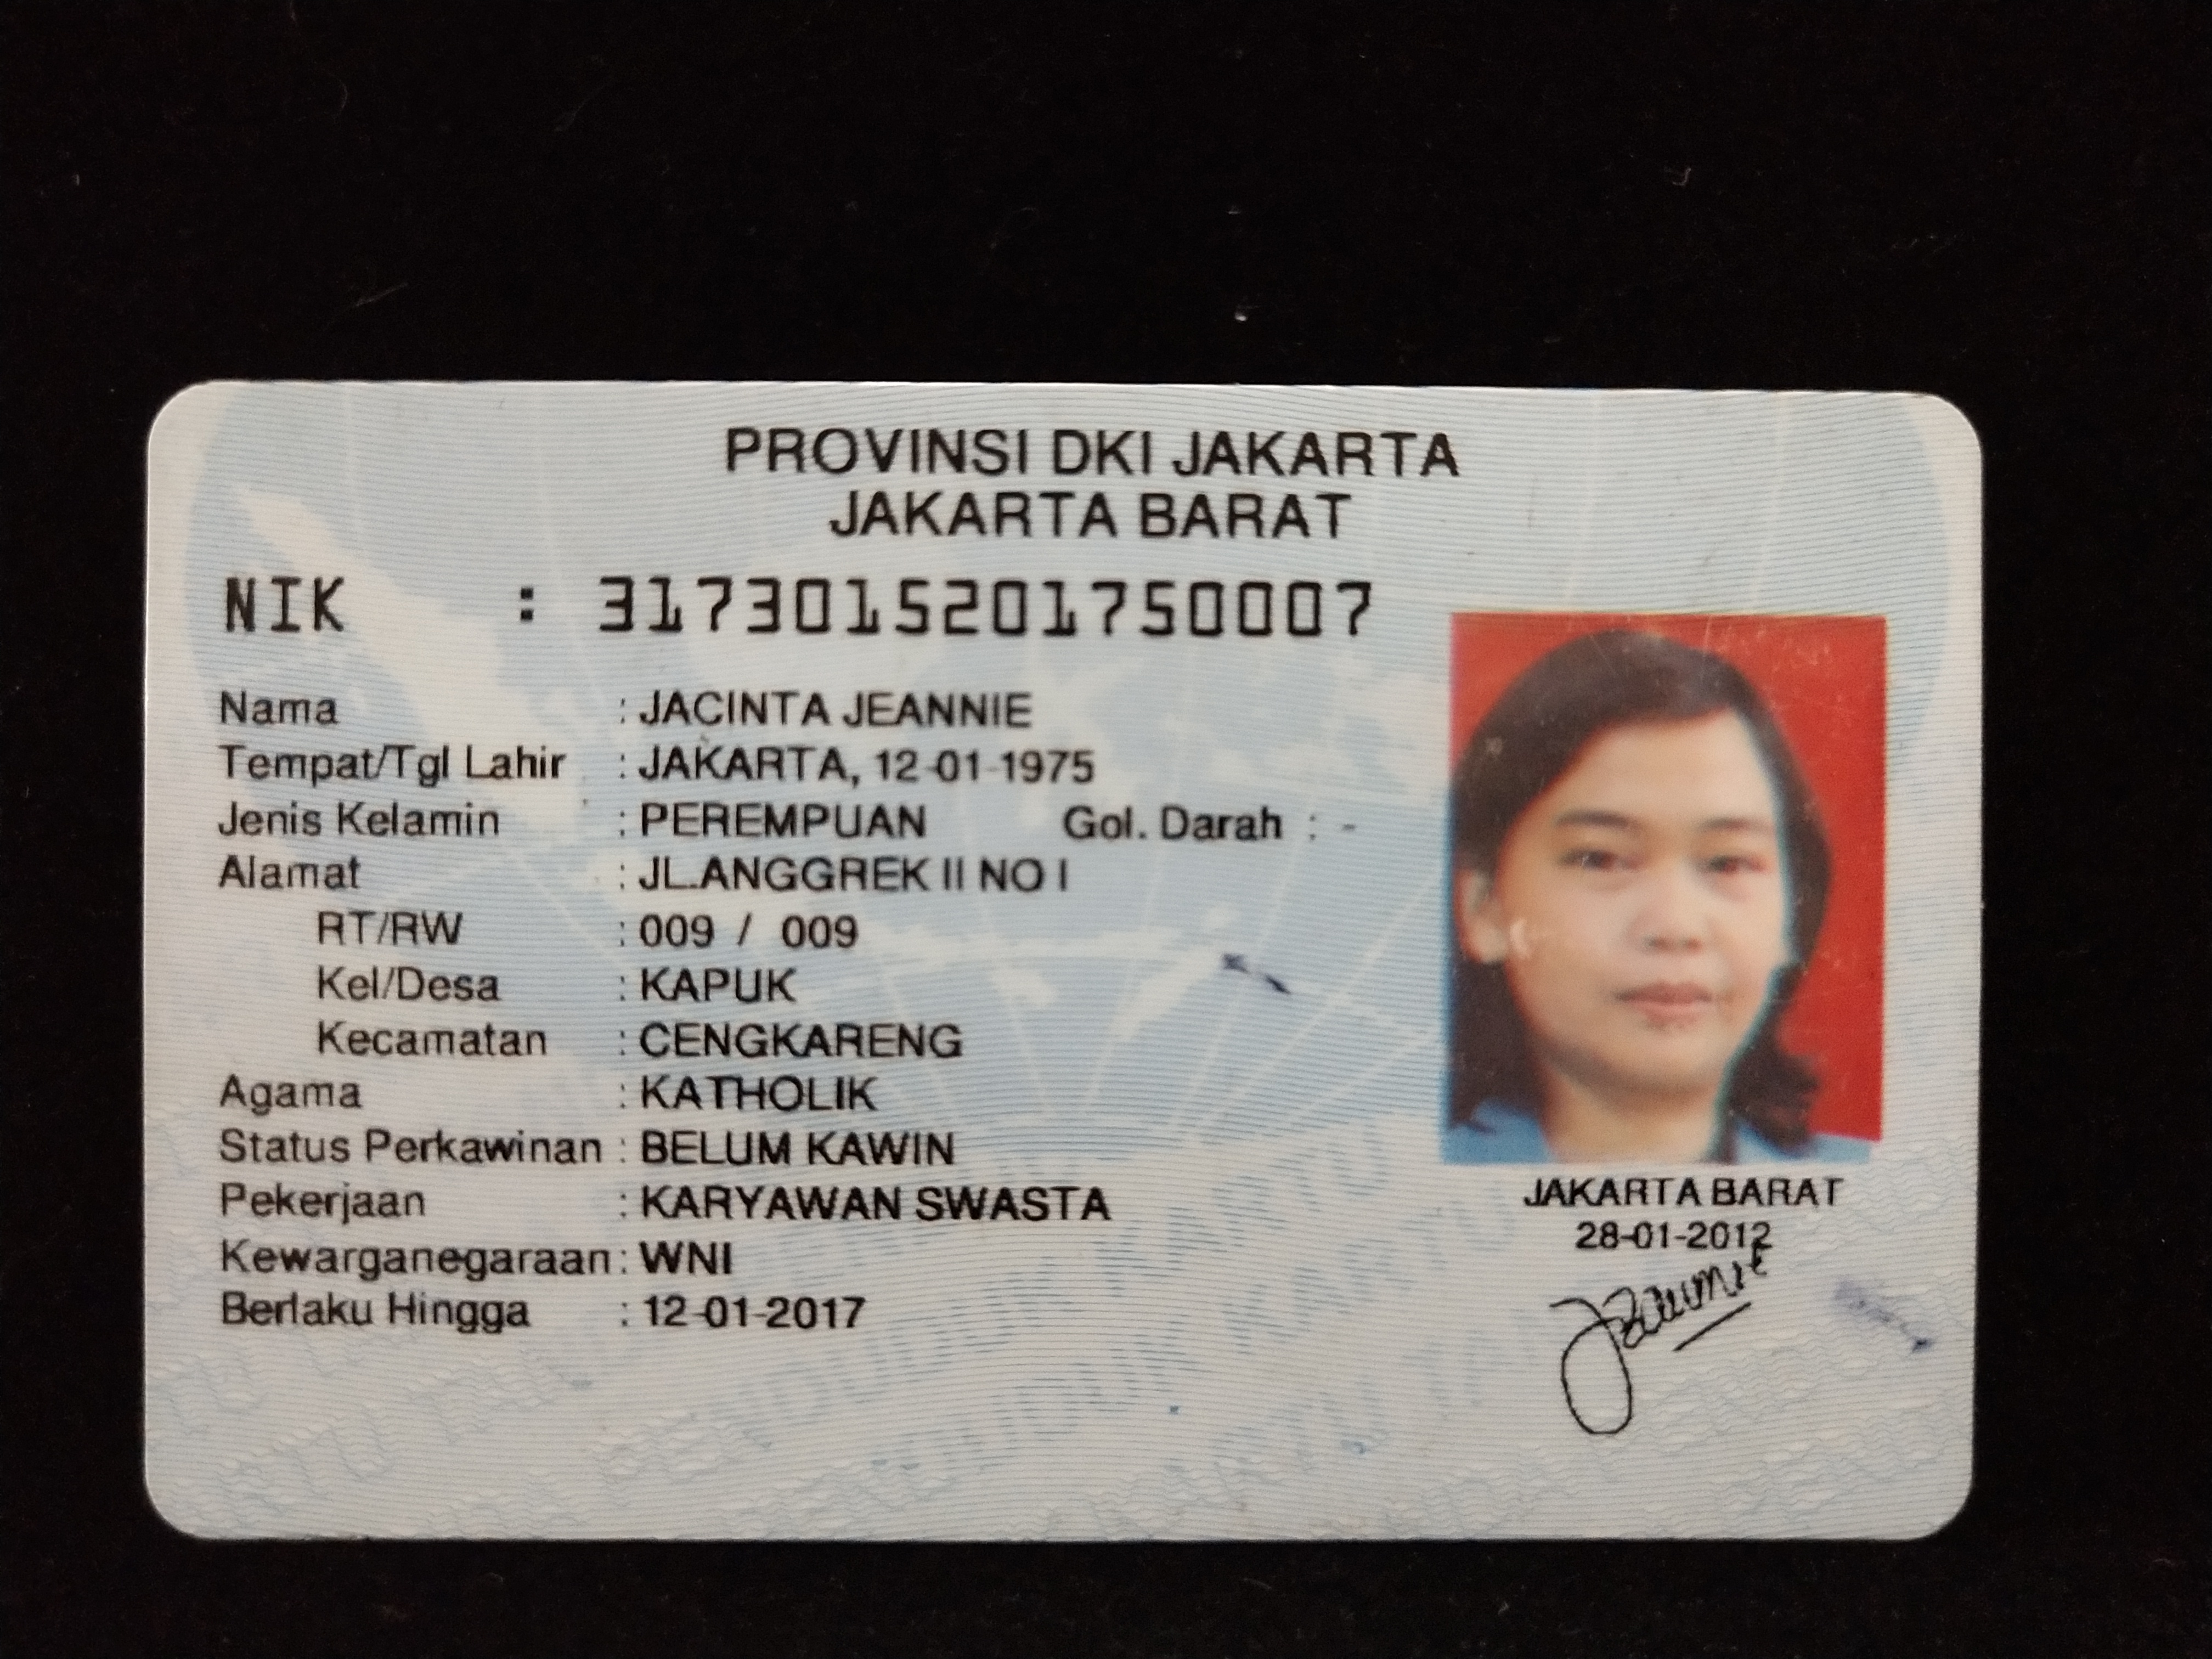 PROVINSI DKI JAKARTA
JAKARTA BARAT
NIK : 3173015201750007
Nama : JACINTA JEANNIE
Tempat/Tgl Lahir : JAKARTA, 12-01-1975
Jenis Kelamin : PEREMPUAN Gol. Darah : -
Alamat : JL.ANGGREK II NO I
RT/RW : 009 / 009
Kel/Desa : KAPUK
Kecamatan : CENGKARENG
Agama : KATHOLIK
Status Perkawinan : BELUM KAWIN
Pekerjaan : KARYAWAN SWASTA
Kewarganegaraan : WNI
Berlaku Hingga : 12-01-2017
JAKARTA BARAT
28-01-2012